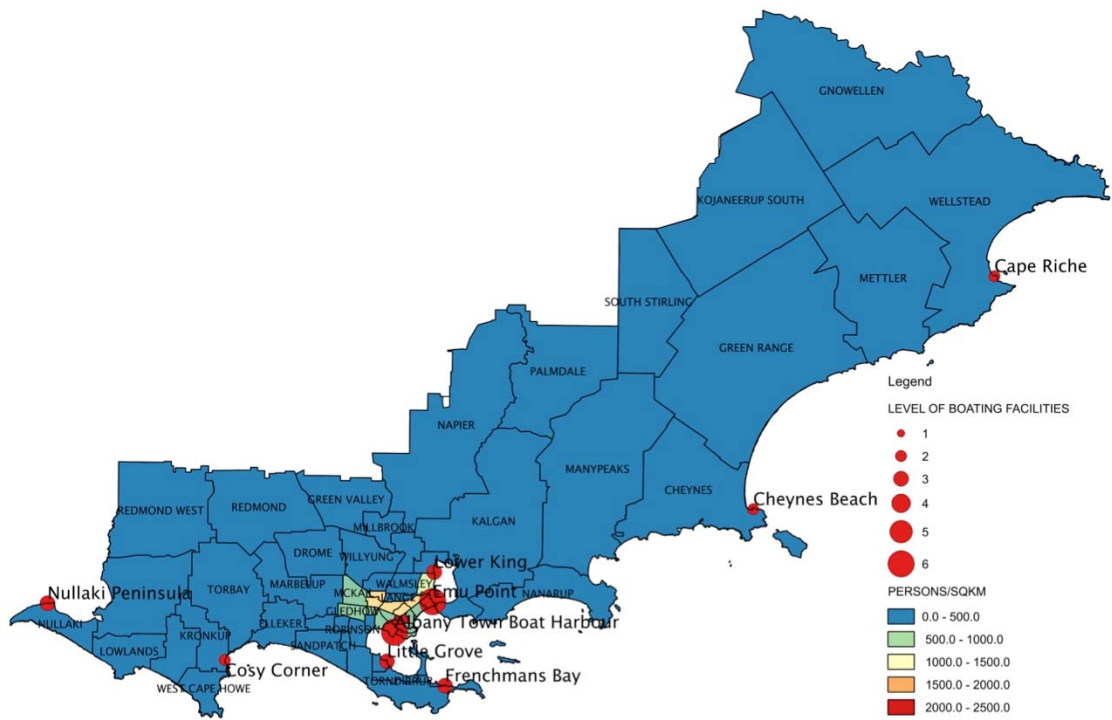 GNOWELLEN
KOJANEERUP SOUTH
WELLSTEAD
Cape Riche
METTLER
SOUTH STIRLING
GREEN RANGE
PALMDALE
NAPIER
MANYPEAKS
CHEYNES
Cheynes Beach
REDMOND WEST
REDMOND
GREEN VALLEY
MILLBROOK
KALGAN
DROME
WILLYUNG
Lower King
MARBELUP
WALMSLEY
MCKAIL
LANGE
Emu Point
NANARUP
Nullaki Peninsula
TORBAY
GLEDHOW
NULLAKI
ELLEKER
ROBINSON
Albany Town Boat Harbour
KRONKUP
SANDPATCH
LOWLANDS
Little Grove
Cosy Corner
Frenchmans Bay
WEST CAPE HOWE
Legend
LEVEL OF BOATING FACILITIES
1
2
3
4
5
6
PERSONS/SQKM
0.0 - 500.0
500.0 - 1000.0
1000.0 - 1500.0
1500.0 - 2000.0
2000.0 - 2500.0